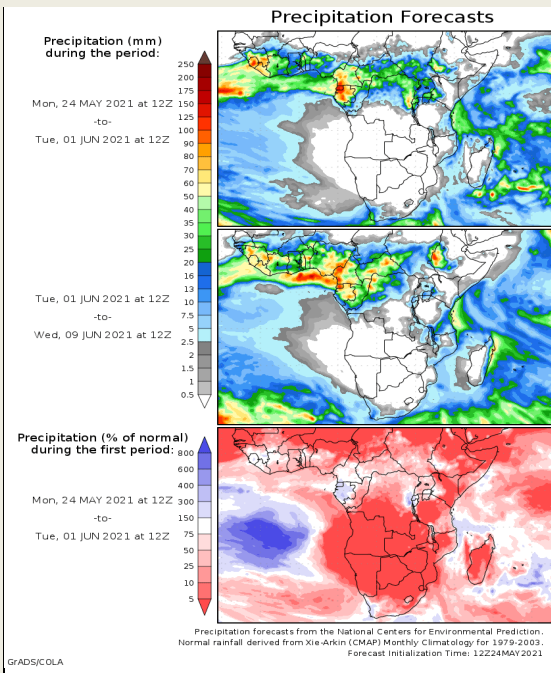 Precipitation Forecasts
Precipitation (mm)
during the period:
Mon, 24 MAY 2021 at 12Z
-to-
Tue, 01 JUN 2021 at 12Z
250
200
175
150
125
100
90
80
70
60
50
40
35
30
25
20
16
13
10
7.5
5
2.5
2
1.5
1
0.5
Tue, 01 JUN 2021 at 12Z
-to-
Wed, 09 JUN 2021 at 12Z
Precipitation (% of normal)
during the first period:
Mon, 24 MAY 2021 at 12Z
-to-
Tue, 01 JUN 2021 at 12Z
800
600
400
300
150
75
50
25
10
5
Precipitation forecasts from the National Centers for Environmental Prediction.
Normal rainfall derived from Xie-Arkin (CMAP) Monthly Climatology for 1979-2003.
Forecast Initialization Time: 12Z24MAY2021
GrADS/COLA